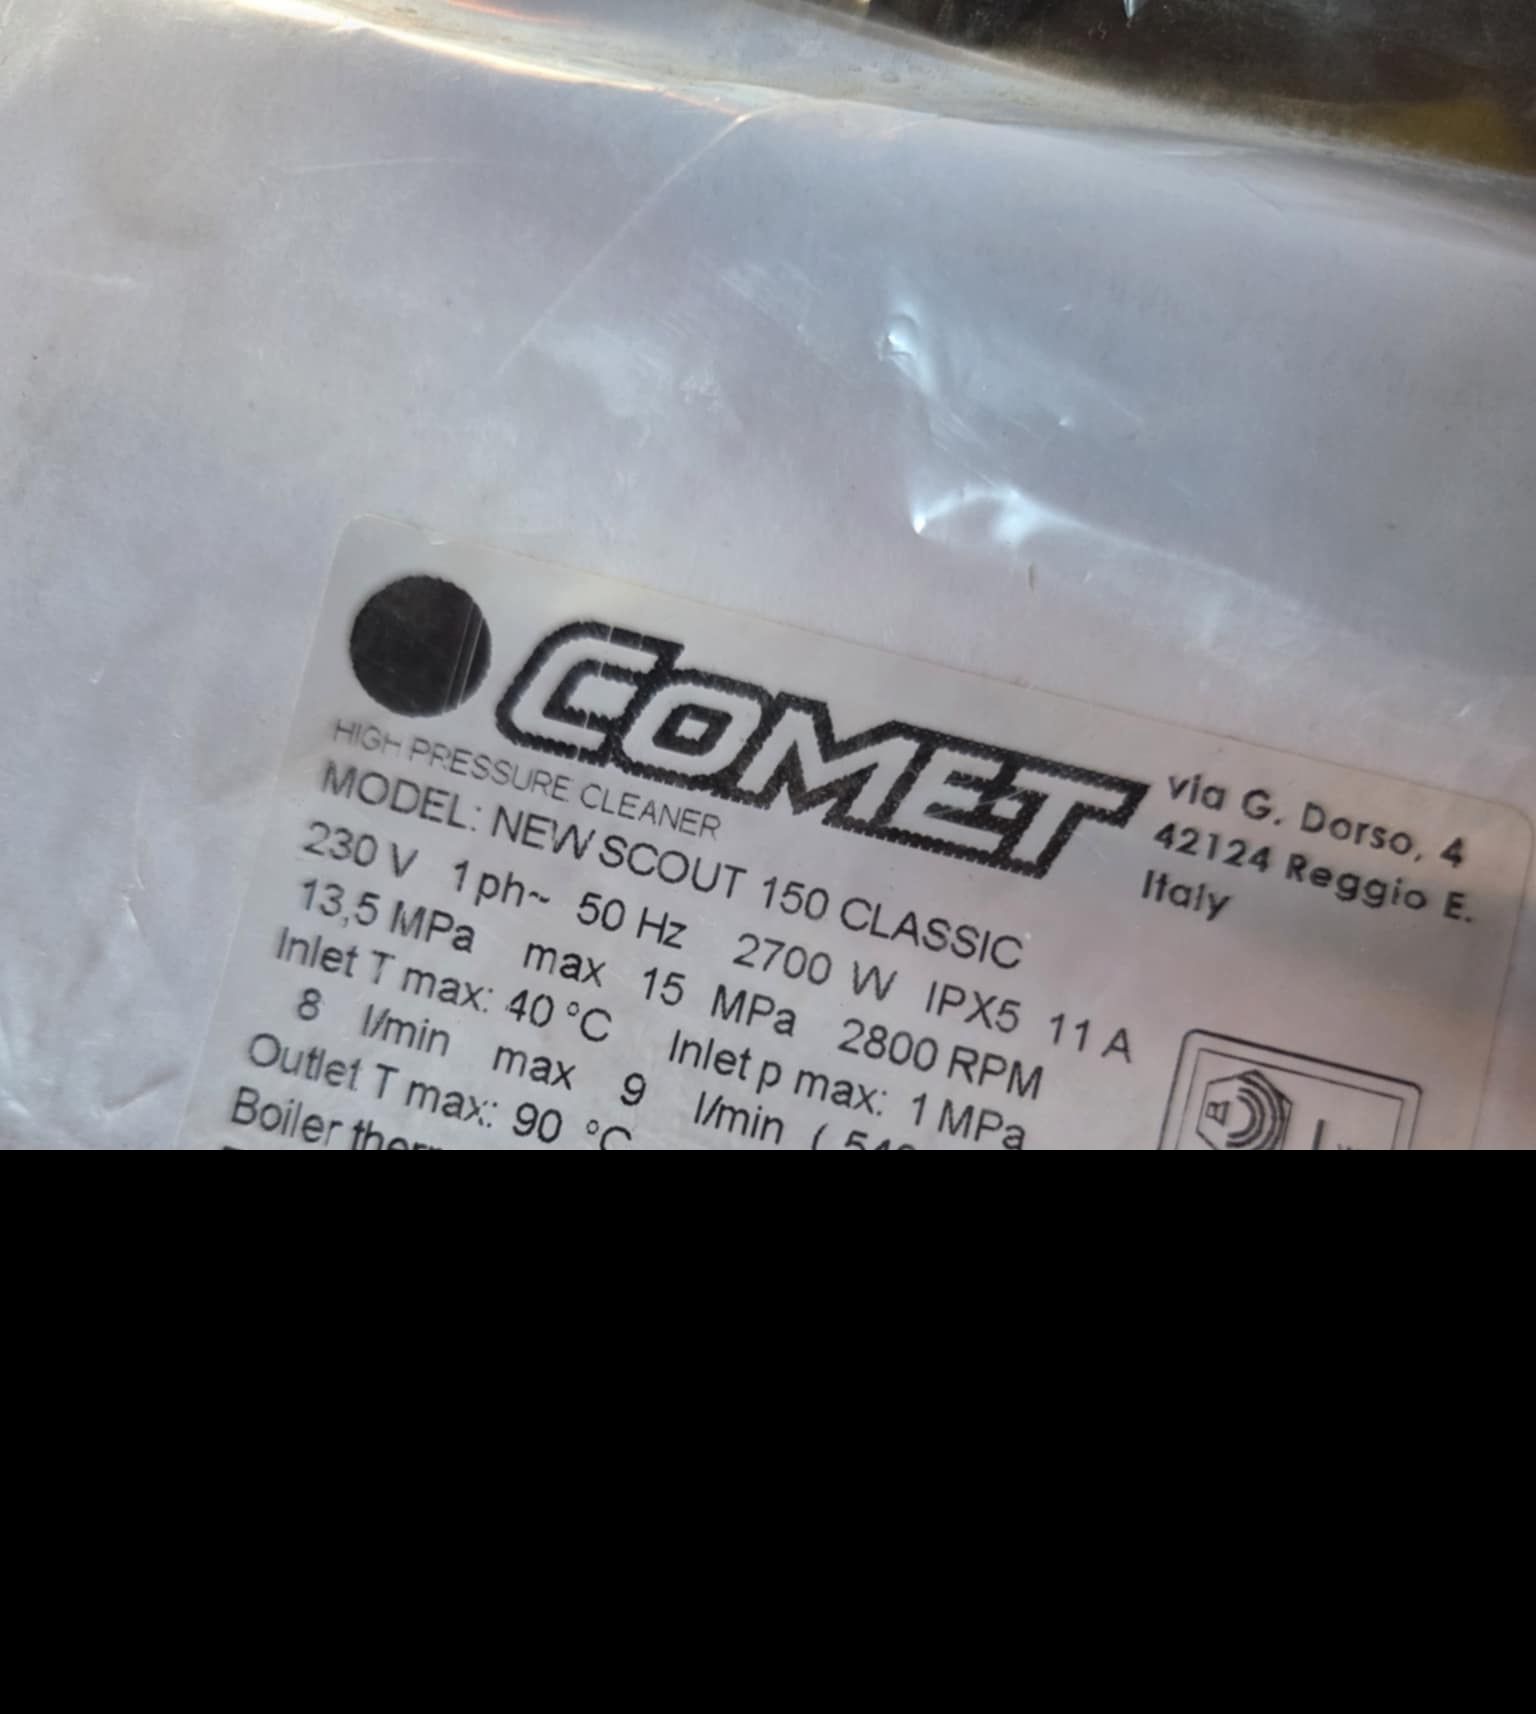 COMET
via G. Dorso, 4
42124 Reggio E.
Italy
HIGH PRESSURE CLEANER
MODEL: NEW SCOUT 150 CLASSIC
230 V 1 ph~ 50 Hz 2700 W IPX5 11 A
13,5 MPa max 15 MPa 2800 RPM
Inlet T max: 40 °C Inlet p max: 1 MPa
8 l/min max 9 l/min (
Outlet T max: 90 °C
Boiler